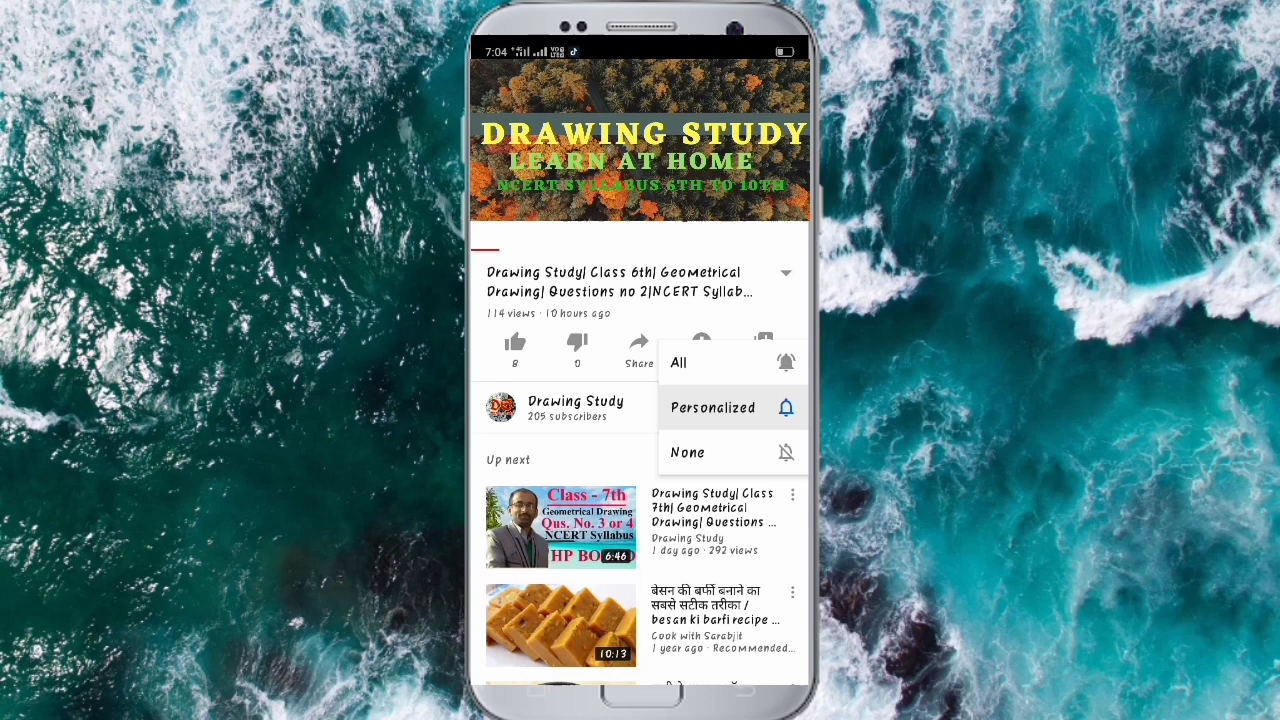 7:04
DRAWING STUDY
LEARN AT HOME
NCERT SYLLABUS 6TH TO 10TH
Drawing Study| Class 6th| Geometrical
Drawing| Questions no 2|NCERT Syllab...
114 views · 10 hours ago
8
0
Share
All
Personalized
None
Drawing Study
205 subscribers
Up next
Class - 7th
Geometrical Drawing
Qus. No. 3 or 4
NCERT Syllabus
HP BO
6:46
Drawing Study| Class
7th| Geometrical
Drawing| Questions ...
Drawing Study
1 day ago · 292 views
10:13
बेसन की बर्फी बनाने का
सबसे सटीक तरीका /
besan ki barfi recipe ...
Cook with Sarabjit
1 year ago · Recommended...